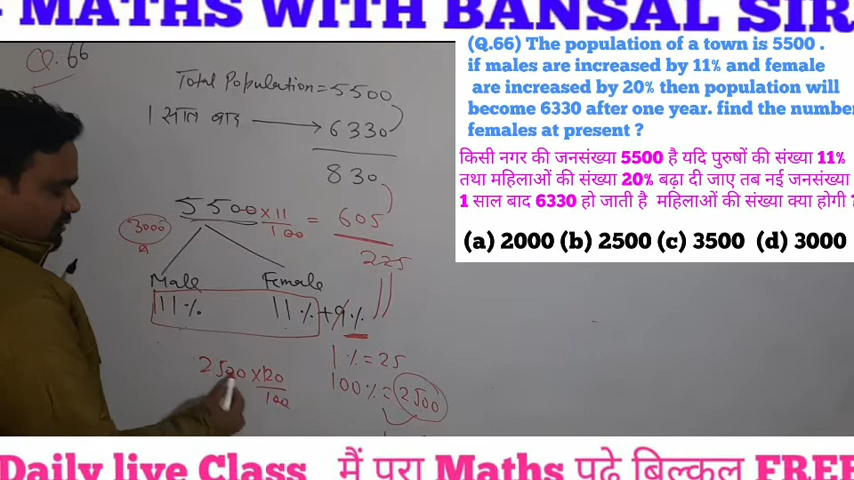 MATHS WITH BANSAL SIR
Q.66
Total Population = 5500
1 साल बाद → 6330
830
5500 × 11/100 = 605
225
3000
Male Female
11% 11% + 9%
1% = 25
100% = 2500
2500 × 120/100
(Q.66) The population of a town is 5500 .
if males are increased by 11% and female
are increased by 20% then population will
become 6330 after one year. find the number
females at present ?
किसी नगर की जनसंख्या 5500 है यदि पुरुषों की संख्या 11%
तथा महिलाओं की संख्या 20% बढ़ा दी जाए तब नई जनसंख्या
1 साल बाद 6330 हो जाती है महिलाओं की संख्या क्या होगी ?
(a) 2000 (b) 2500 (c) 3500 (d) 3000
Daily live Class में पूरा Maths पढ़े बिल्कुल FREE